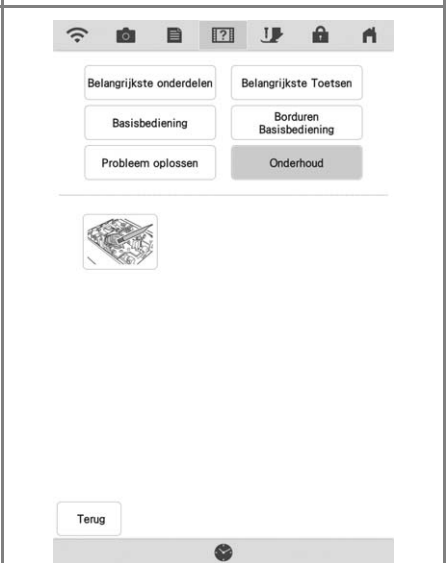 Belangrijkste onderdelen
Belangrijkste Toetsen
Basisbediening
Borduren
Basisbediening
Probleem oplossen
Onderhoud
Terug